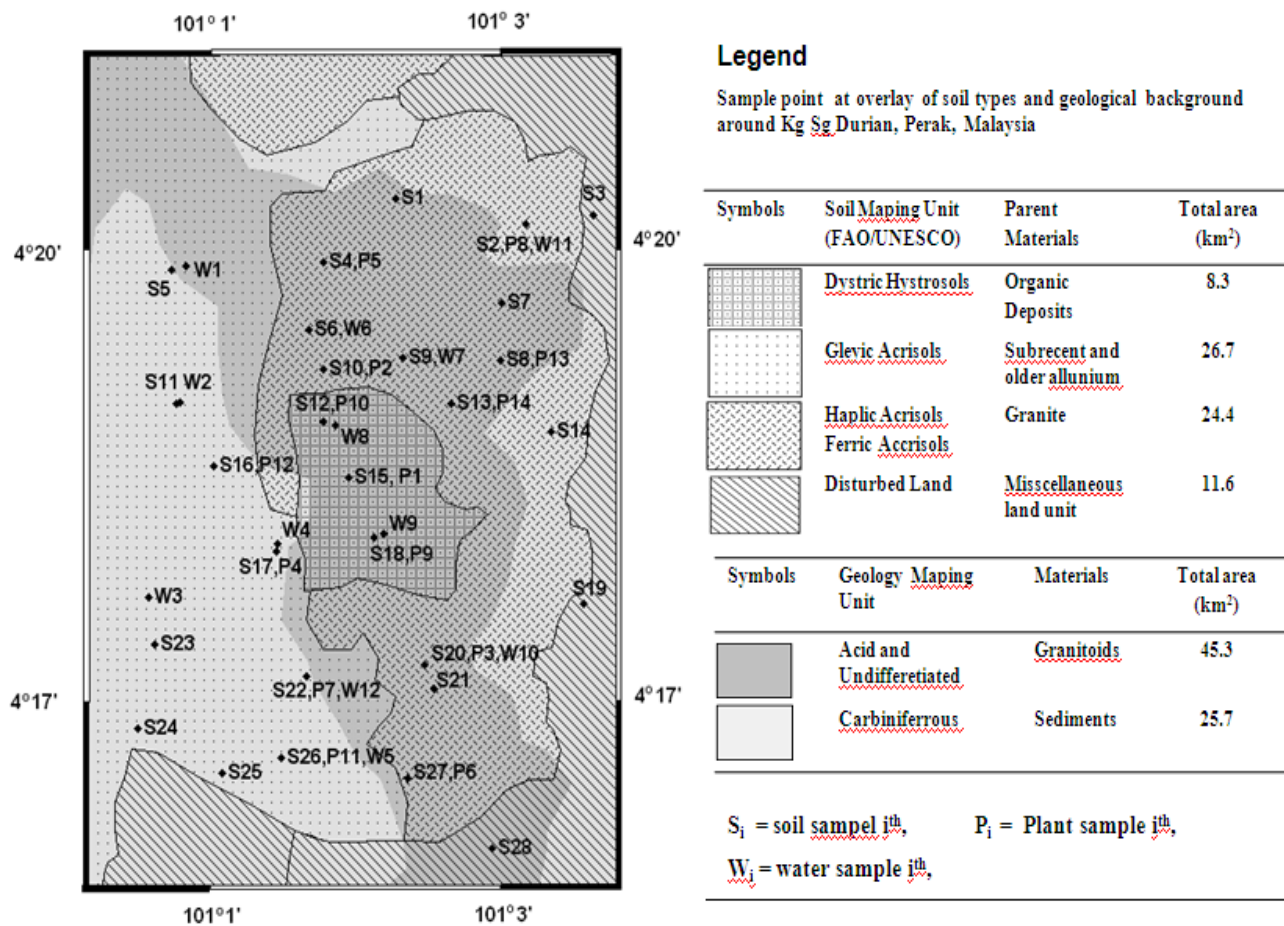 101° 1'
101° 3'
4°20'
4°20'
4°17'
4°17'
101°1'
101°3'
S1
S3
S2,P8,W11
S4,P5
W1
S5
S7
S6,W6
S9,W7
S8,P13
S10,P2
S11 W2
S12,P10
S13,P14
W8
S14
S16,P12
S15, P1
W4
W9
S17,P4
S18,P9
W3
S19
S23
S20,P3,W10
S21
S22,P7,W12
S24
S26,P11,W5
S25
S27,P6
S28
Legend
Sample point at overlay of soil types and geological background
around Kg Sg Durian, Perak, Malaysia
Symbols Soil Maping Unit Parent Total area
(FAO/UNESCO) Materials (km²)
Dystric Hystrosols Organic 8.3
Deposits
Glevic Acrisols Subrecent and 26.7
older allunium
Haplic Acrisols Granite 24.4
Ferric Accrisols
Disturbed Land Misscellaneous 11.6
land unit
Symbols Geology Maping Materials Total area
Unit (km²)
Acid and Granitoids 45.3
Undifferetiated
Carbiniferrous Sediments 25.7
Si = soil sampel ith, Pi = Plant sample ith,
Wi = water sample ith,